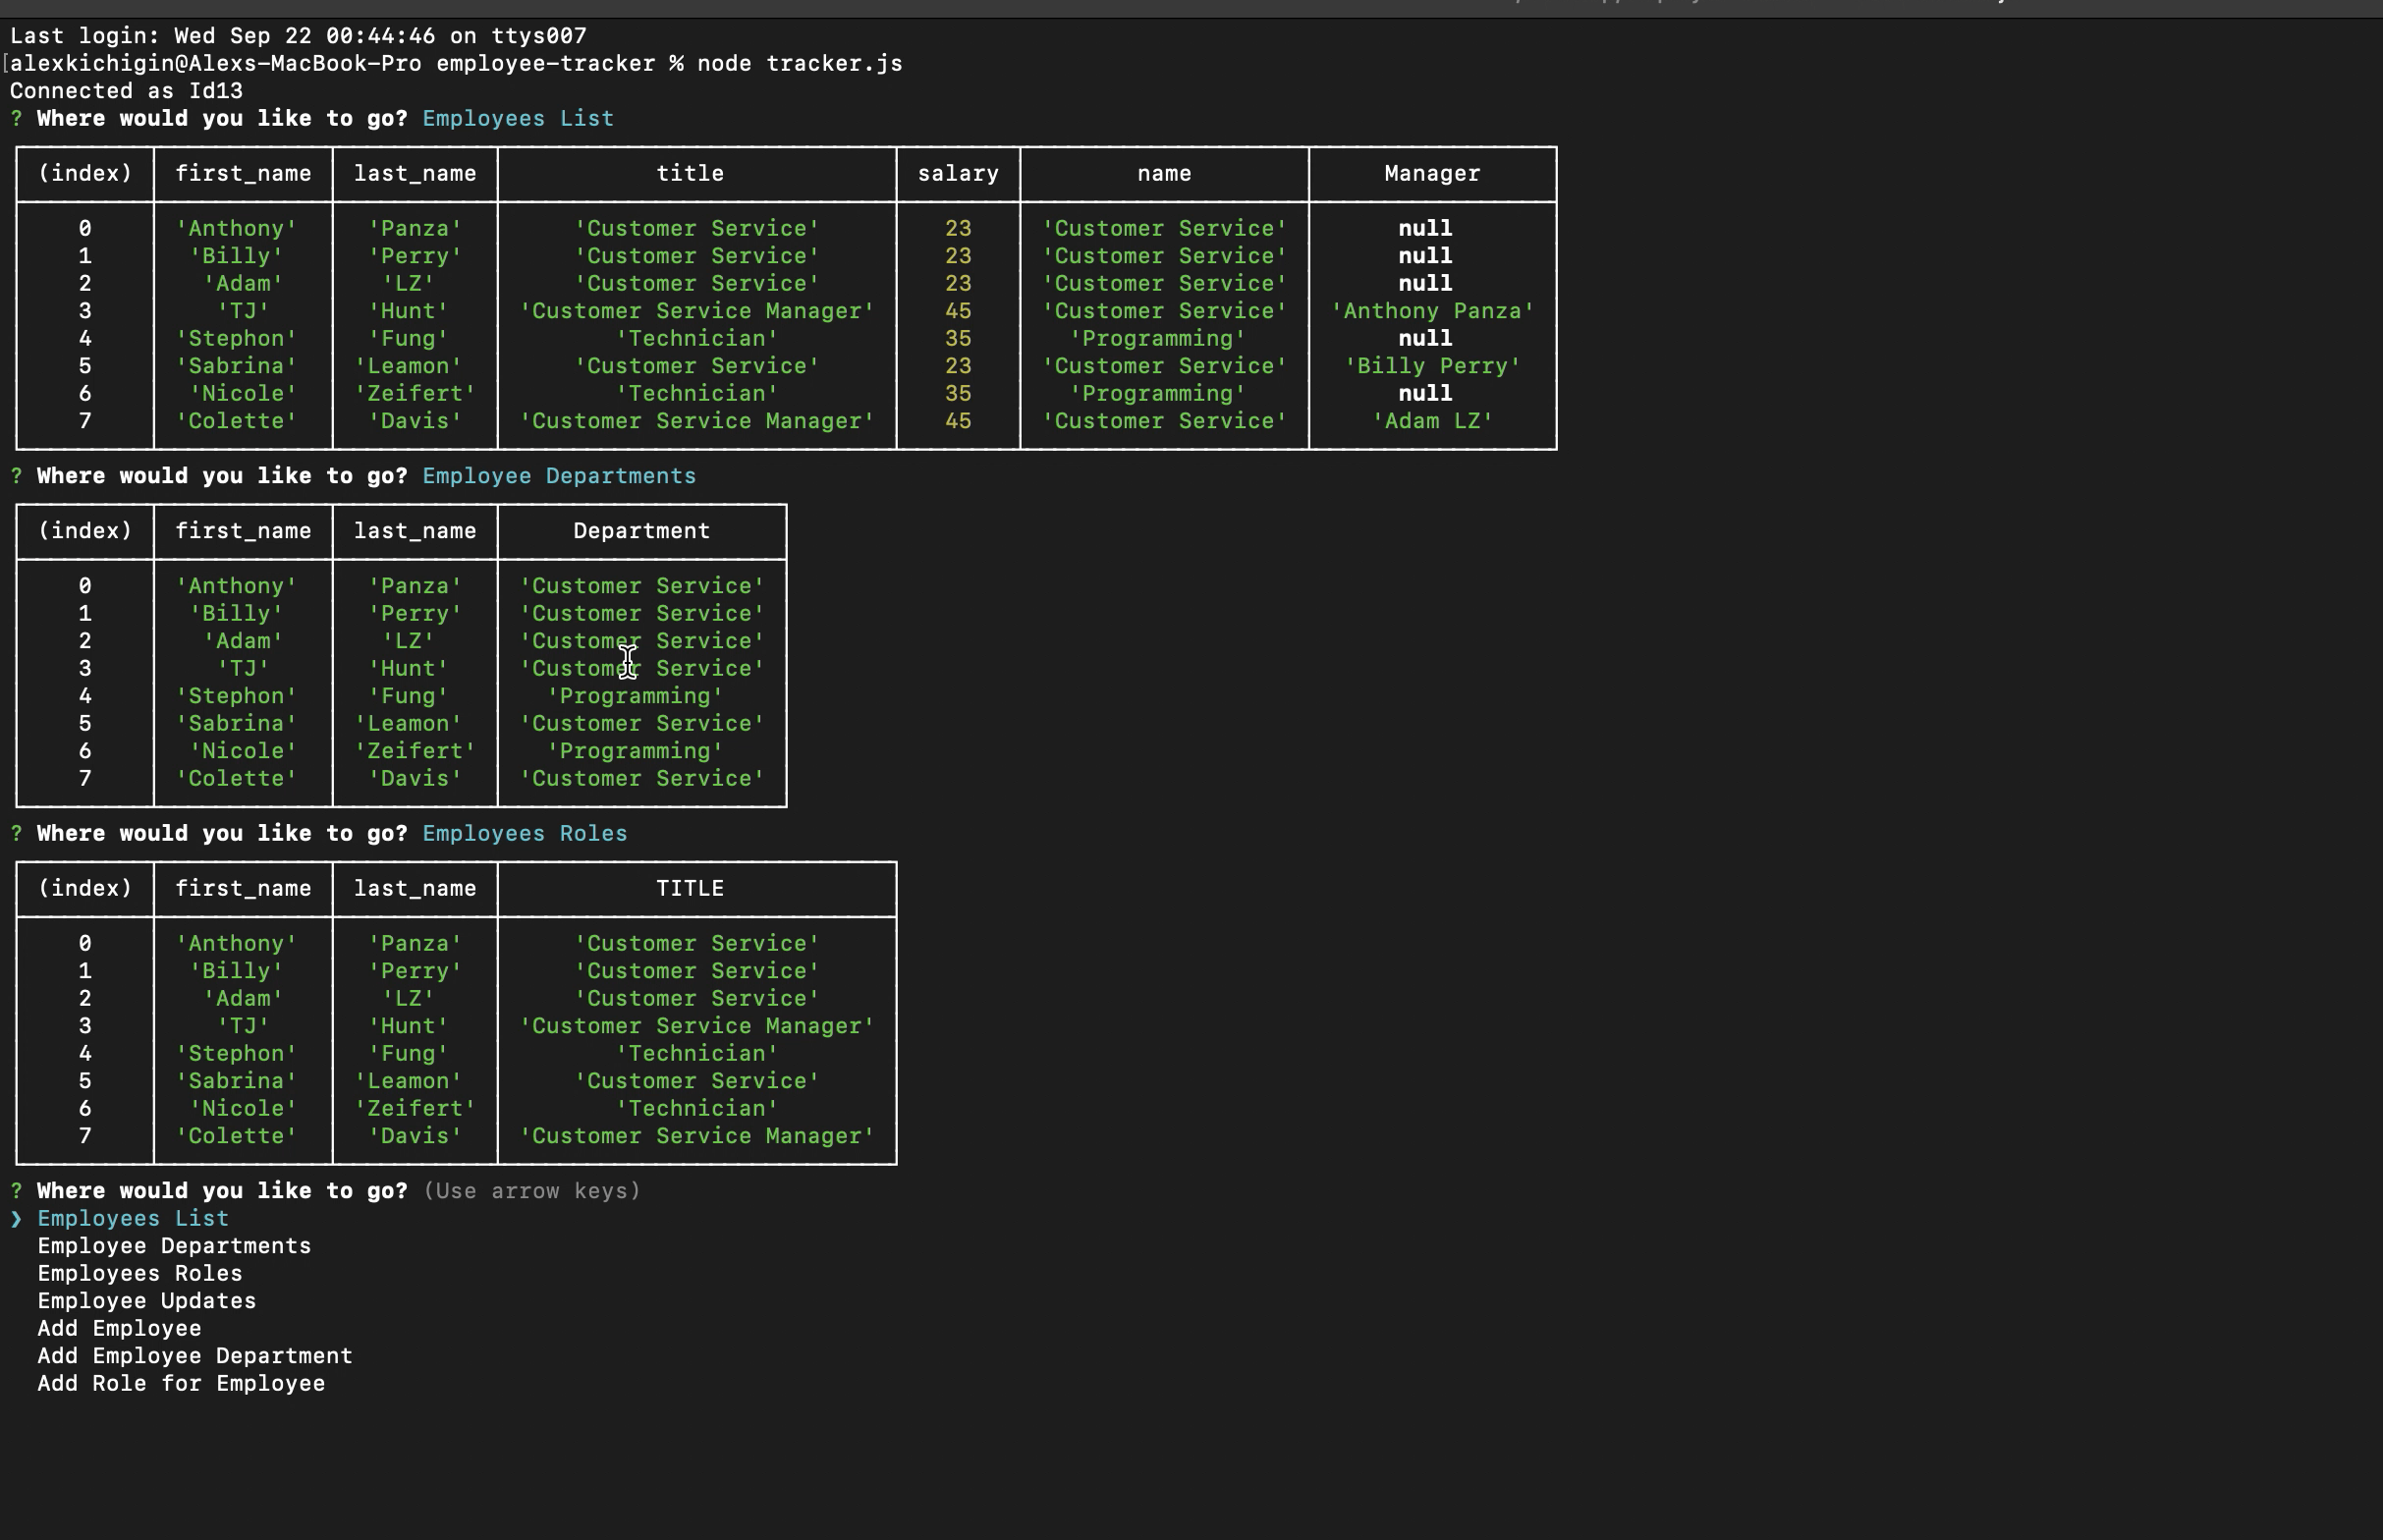 Last login: Wed Sep 22 00:44:46 on ttys007
[alexkichigin@Alexs-MacBook-Pro employee-tracker % node tracker.js
Connected as Id13
? Where would you like to go? Employees List
(index) first_name last_name title salary name Manager
0 'Anthony' 'Panza' 'Customer Service' 23 'Customer Service' null
1 'Billy' 'Perry' 'Customer Service' 23 'Customer Service' null
2 'Adam' 'LZ' 'Customer Service' 23 'Customer Service' null
3 'TJ' 'Hunt' 'Customer Service Manager' 45 'Customer Service' 'Anthony Panza'
4 'Stephon' 'Fung' 'Technician' 35 'Programming' null
5 'Sabrina' 'Leamon' 'Customer Service' 23 'Customer Service' 'Billy Perry'
6 'Nicole' 'Zeifert' 'Technician' 35 'Programming' null
7 'Colette' 'Davis' 'Customer Service Manager' 45 'Customer Service' 'Adam LZ'
? Where would you like to go? Employee Departments
(index) first_name last_name Department
0 'Anthony' 'Panza' 'Customer Service'
1 'Billy' 'Perry' 'Customer Service'
2 'Adam' 'LZ' 'Customer Service'
3 'TJ' 'Hunt' 'Customer Service'
4 'Stephon' 'Fung' 'Programming'
5 'Sabrina' 'Leamon' 'Customer Service'
6 'Nicole' 'Zeifert' 'Programming'
7 'Colette' 'Davis' 'Customer Service'
? Where would you like to go? Employees Roles
(index) first_name last_name TITLE
0 'Anthony' 'Panza' 'Customer Service'
1 'Billy' 'Perry' 'Customer Service'
2 'Adam' 'LZ' 'Customer Service'
3 'TJ' 'Hunt' 'Customer Service Manager'
4 'Stephon' 'Fung' 'Technician'
5 'Sabrina' 'Leamon' 'Customer Service'
6 'Nicole' 'Zeifert' 'Technician'
7 'Colette' 'Davis' 'Customer Service Manager'
? Where would you like to go? (Use arrow keys)
❯ Employees List
Employee Departments
Employees Roles
Employee Updates
Add Employee
Add Employee Department
Add Role for Employee